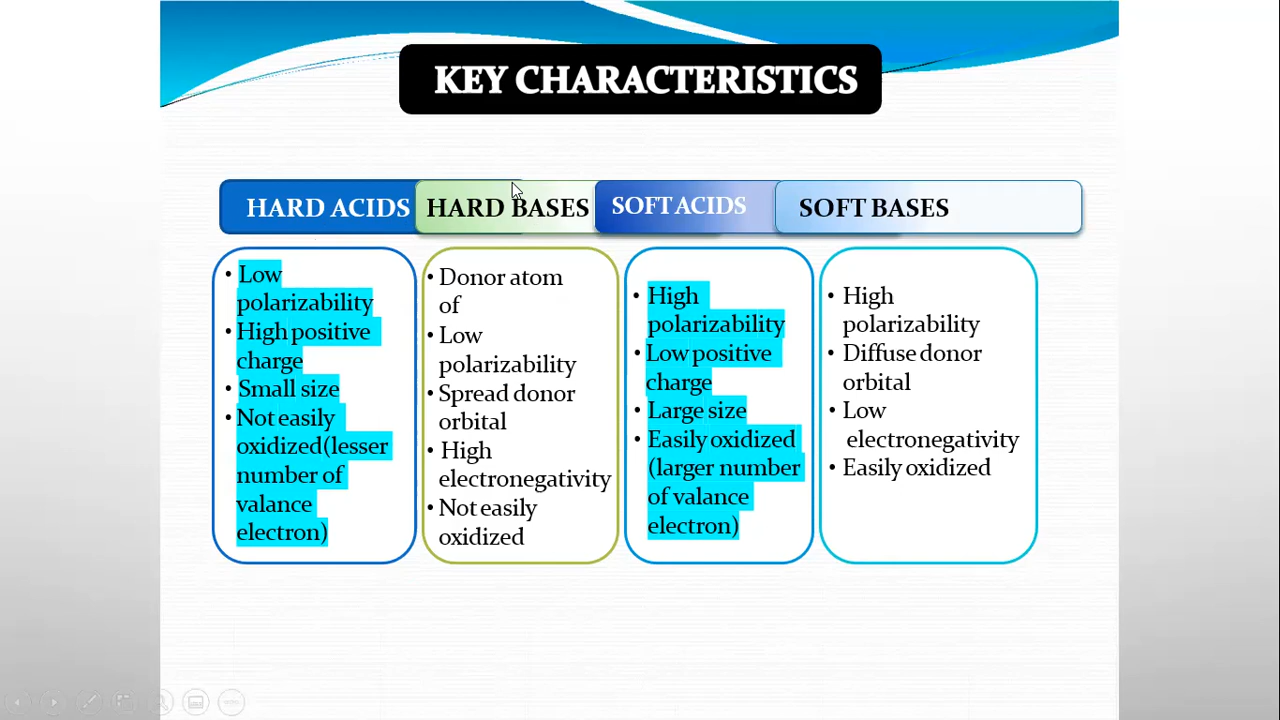 KEY CHARACTERISTICS
HARD ACIDS
HARD BASES
SOFT ACIDS
SOFT BASES
• Low
polarizability
• High positive
charge
• Small size
• Not easily
oxidized(lesser
number of
valance
electron)
• Donor atom
of
• Low
polarizability
• Spread donor
orbital
• High
electronegativity
• Not easily
oxidized
• High
polarizability
• Low positive
charge
• Large size
• Easily oxidized
(larger number
of valance
electron)
• High
polarizability
• Diffuse donor
orbital
• Low
electronegativity
• Easily oxidized